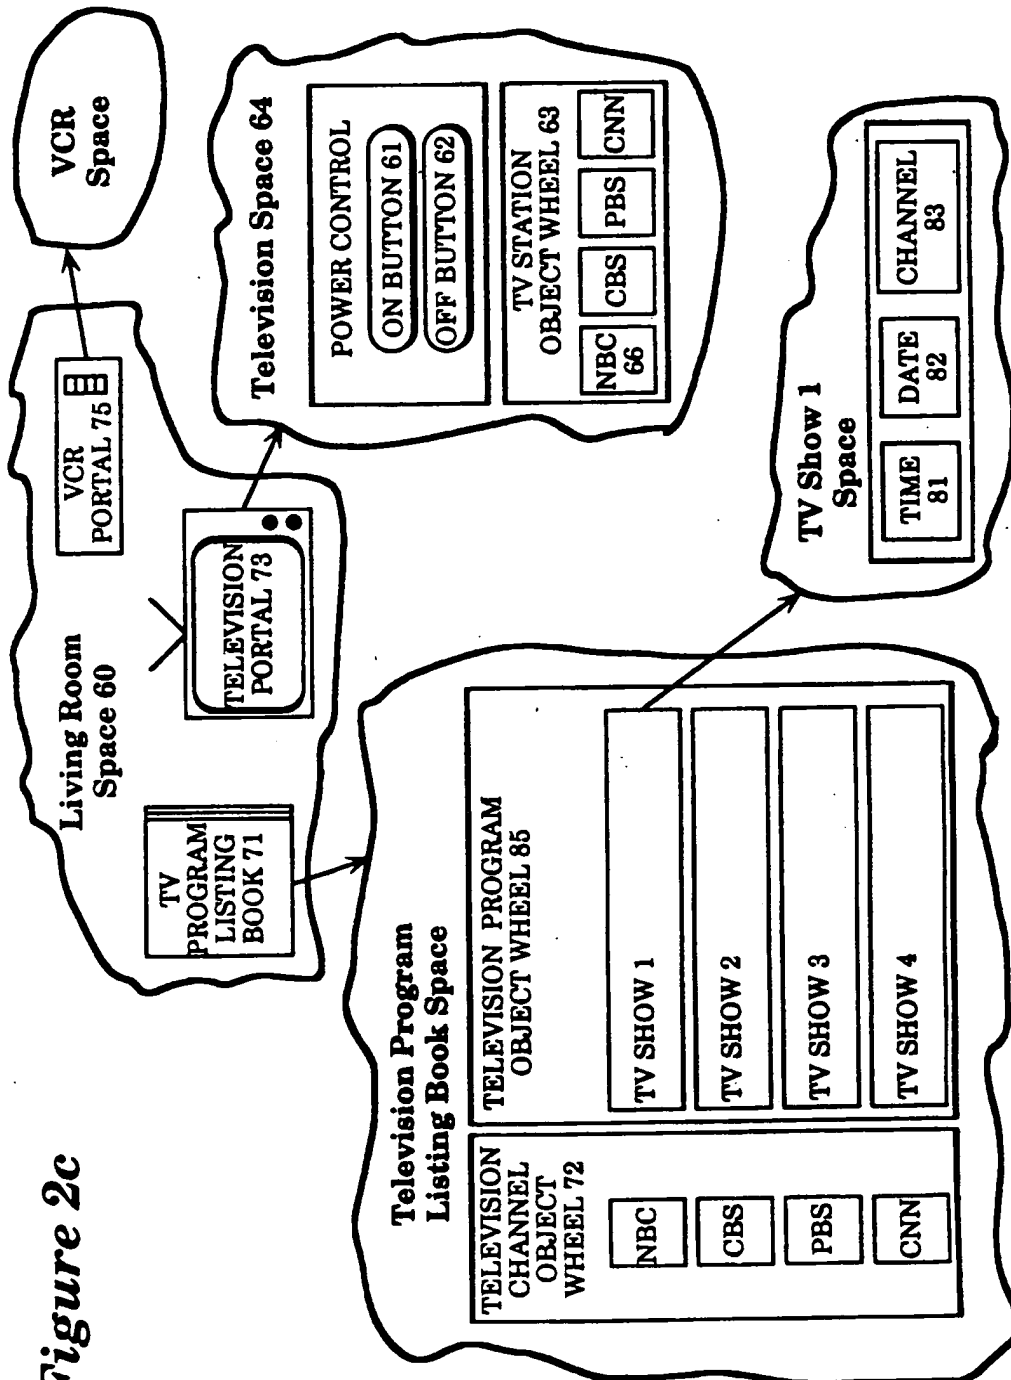 Figure 2c
Living Room
Space 60
TV
PROGRAM
LISTING
BOOK 71
TELEVISION
PORTAL 73
VCR
PORTAL 75
VCR
Space
Television Space 64
POWER CONTROL
ON BUTTON 61
OFF BUTTON 62
TV STATION
OBJECT WHEEL 63
NBC
66
CBS
PBS
CNN
Television Program
Listing Book Space
TELEVISION
CHANNEL
OBJECT
WHEEL 72
NBC
CBS
PBS
CNN
TELEVISION PROGRAM
OBJECT WHEEL 85
TV SHOW 1
TV SHOW 2
TV SHOW 3
TV SHOW 4
TV Show 1
Space
TIME
81
DATE
82
CHANNEL
83